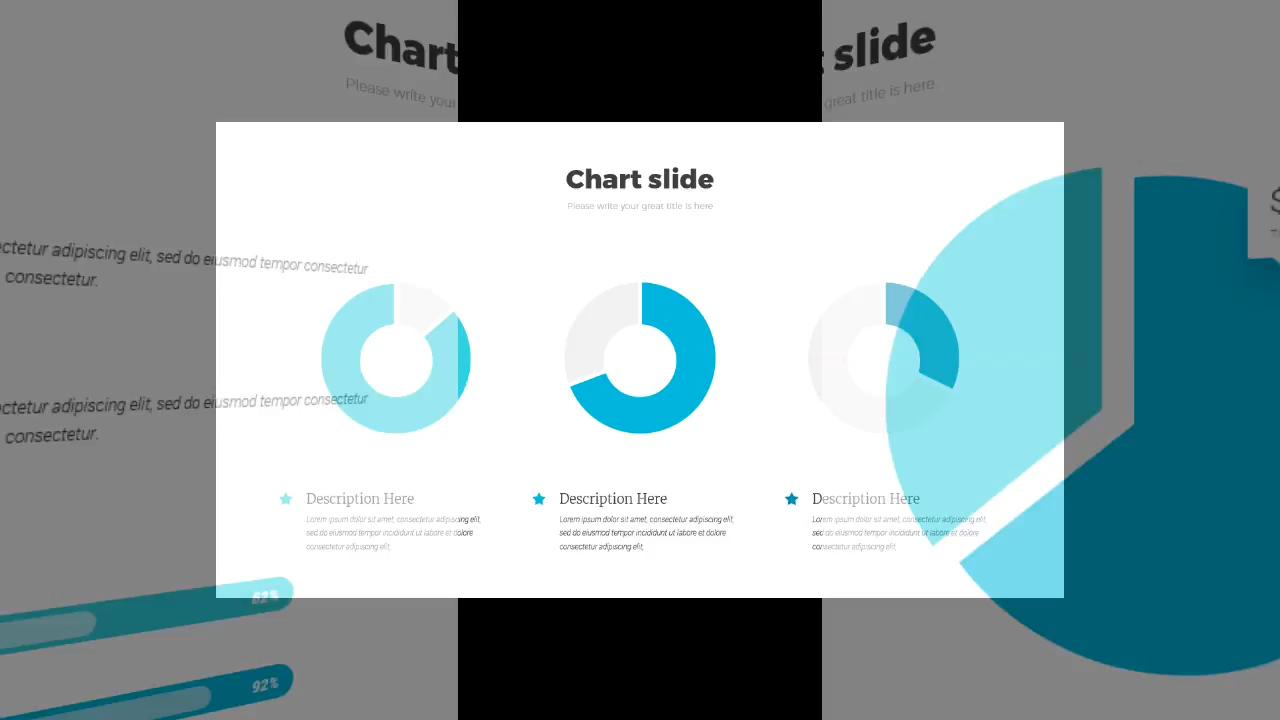 Chart
slide
Please write your
great title is here
Chart slide
Please write your great title is here
adipiscing elit, sed do eiusmod tempor consectetur
consectetur.
adipiscing elit, sed do eiusmod tempor consectetur
consectetur.
Description Here
Lorem ipsum dolor sit amet, consectetur adipiscing elit,
sed do eiusmod tempor incididunt ut labore et dolore
consectetur adipiscing elit,
Description Here
Lorem ipsum dolor sit amet, consectetur adipiscing elit,
sed do eiusmod tempor incididunt ut labore et dolore
consectetur adipiscing elit,
Description Here
Lorem ipsum dolor sit amet, consectetur adipiscing elit,
sed do eiusmod tempor incididunt ut labore et dolore
consectetur adipiscing elit,
62%
92%